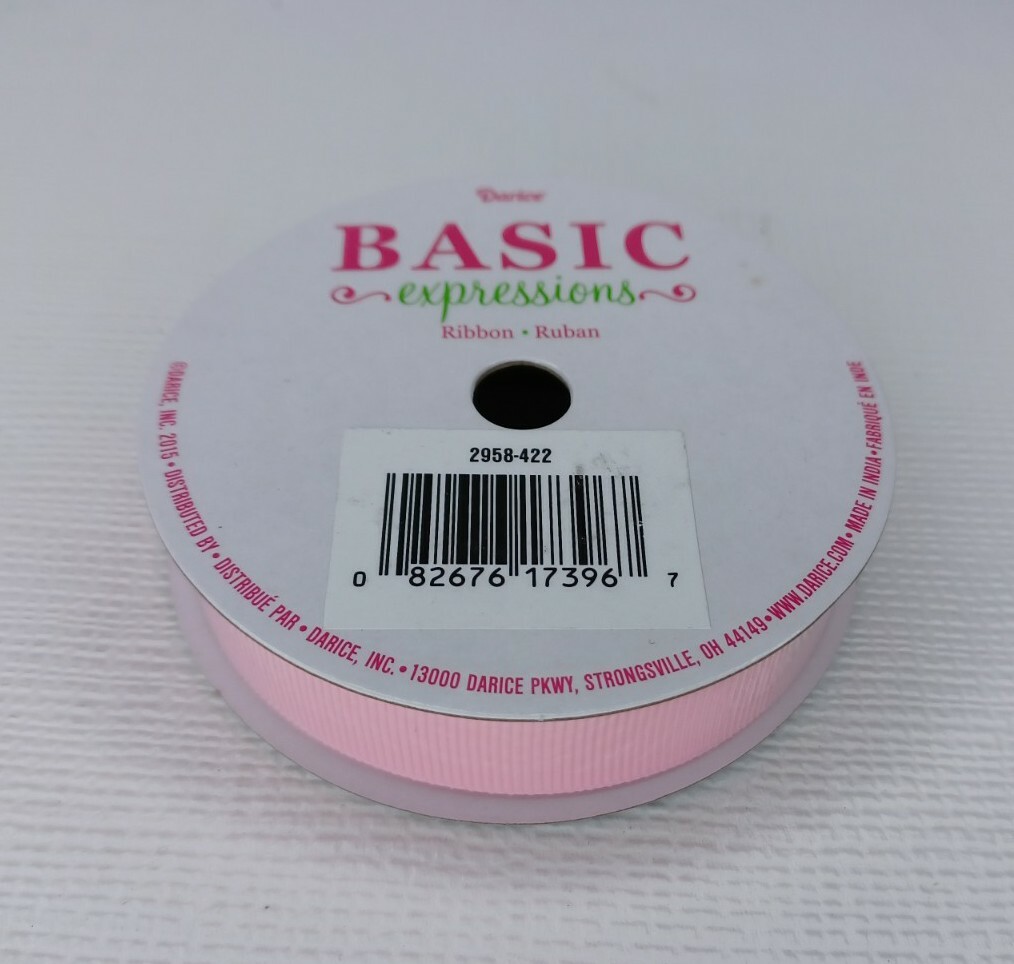 Darice
BASIC
expressions
Ribbon • Ruban
2958-422
0 82676 17396 7
©DARICE, INC. 2015 • DISTRIBUTED BY • DISTRIBUÉ PAR • DARICE, INC. • 13000 DARICE PKWY, STRONGSVILLE, OH 44149 • WWW.DARICE.COM • MADE IN INDIA • FABRIQUÉ EN INDE